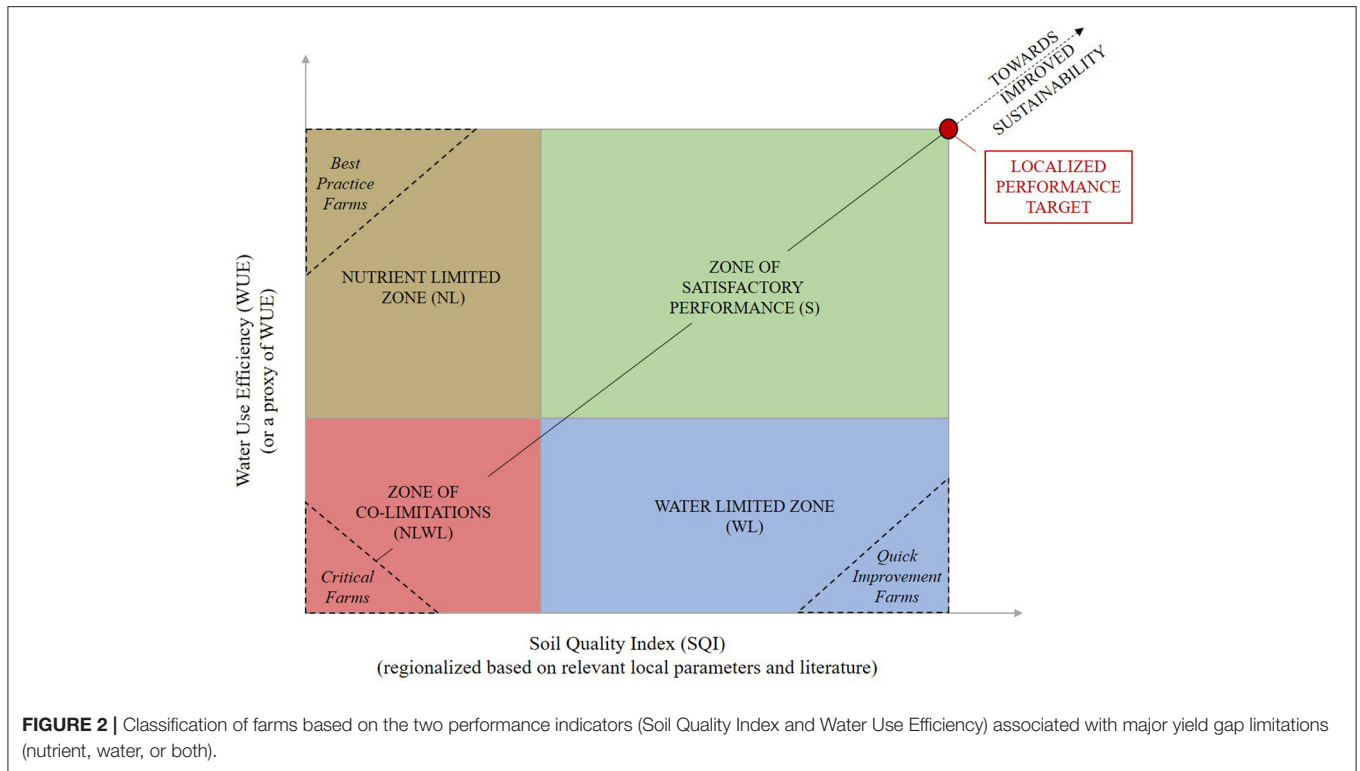 TOWARDS
IMPROVED
SUSTAINABILITY
LOCALIZED
PERFORMANCE
TARGET
Best
Practice
Farms
NUTRIENT LIMITED
ZONE (NL)
ZONE OF
SATISFACTORY
PERFORMANCE (S)
Water Use Efficiency (WUE)
(or a proxy of WUE)
ZONE OF
CO-LIMITATIONS
(NLWL)
WATER LIMITED ZONE
(WL)
Critical
Farms
Quick
Improvement
Farms
Soil Quality Index (SQI)
(regionalized based on relevant local parameters and literature)
FIGURE 2 | Classification of farms based on the two performance indicators (Soil Quality Index and Water Use Efficiency) associated with major yield gap limitations
(nutrient, water, or both).